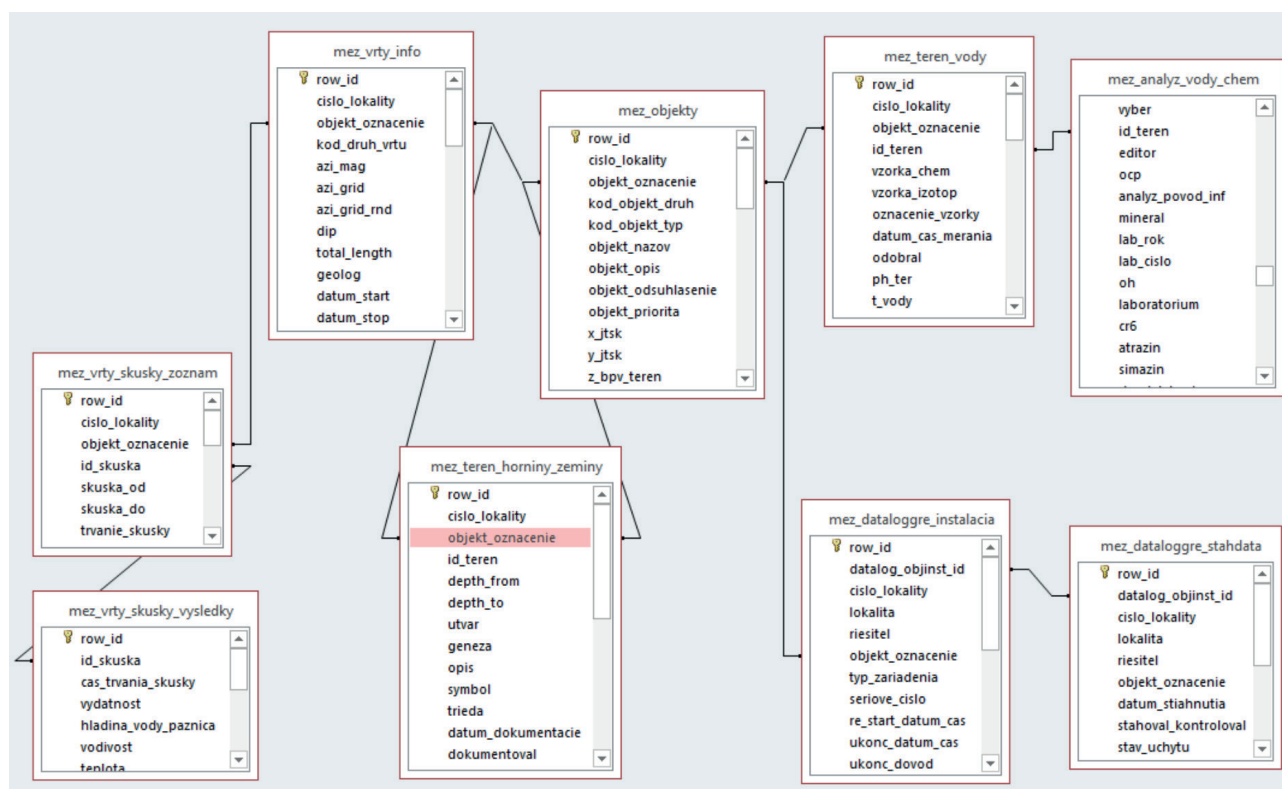 mez_vrty_info
row_id
cislo_lokality
objekt_oznacenie
kod_druh_vrtu
azi_mag
azi_grid
azi_grid_rnd
dip
total_length
geolog
datum_start
datum_stop
mez_objekty
row_id
cislo_lokality
objekt_oznacenie
kod_objekt_druh
kod_objekt_typ
objekt_nazov
objekt_opis
objekt_odsuhlasenie
objekt_priorita
x_jtsk
y_jtsk
z_bpv_teren
mez_teren_vody
row_id
cislo_lokality
objekt_oznacenie
id_teren
vzorka_chem
vzorka_izotop
oznacenie_vzorky
datum_cas_merania
odobral
ph_ter
t_vody
mez_analyz_vody_chem
vyber
id_teren
editor
ocp
analyz_povod_inf
mineral
lab_rok
lab_cislo
oh
laboratorium
cr6
atrazin
simazin
mez_vrty_skusky_zoznam
row_id
cislo_lokality
objekt_oznacenie
id_skuska
skuska_od
skuska_do
trvanie_skusky
mez_vrty_skusky_vysledky
row_id
id_skuska
cas_trvania_skusky
vydatnost
hladina_vody_paznica
vodivost
teplota
mez_teren_horniny_zeminy
row_id
cislo_lokality
objekt_oznacenie
id_teren
depth_from
depth_to
utvar
geneza
opis
symbol
trieda
datum_dokumentacie
dokumentoval
mez_dataloggre_instalacia
row_id
datalog_objinst_id
cislo_lokality
lokalita
riesitel
objekt_oznacenie
typ_zariadenia
seriove_cislo
re_start_datum_cas
ukonc_datum_cas
ukonc_dovod
mez_dataloggre_stahdata
row_id
datalog_objinst_id
cislo_lokality
lokalita
riesitel
objekt_oznacenie
datum_stiahnutia
stahoval_kontroloval
stav_uchytu